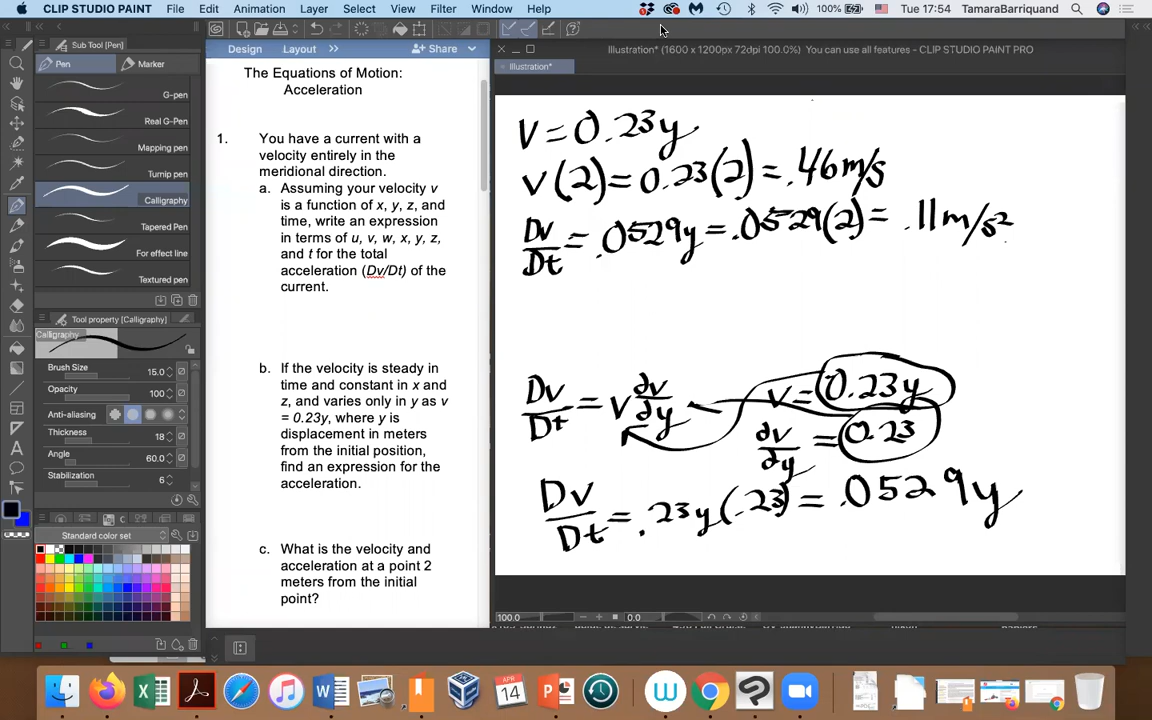 CLIP STUDIO PAINT File Edit Animation Layer Select View Filter Window Help 100% Tue 17:54 TamaraBarriquand
Sub Tool [Pen]
Pen Marker
G-pen
Real G-Pen
Mapping pen
Turnip pen
Calligraphy
Tapered Pen
For effect line
Textured pen
Tool property [Calligraphy]
Calligraphy
Brush Size 15.0
Opacity 100
Anti-aliasing
Thickness 18
Angle 60.0
Stabilization 6
Standard color set
Design Layout >> Share
The Equations of Motion:
Acceleration
1. You have a current with a
velocity entirely in the
meridional direction.
a. Assuming your velocity v
is a function of x, y, z, and
time, write an expression
in terms of u, v, w, x, y, z,
and t for the total
acceleration (Dv/Dt) of the
current.
b. If the velocity is steady in
time and constant in x and
z, and varies only in y as v
= 0.23y, where y is
displacement in meters
from the initial position,
find an expression for the
acceleration.
c. What is the velocity and
acceleration at a point 2
meters from the initial
point?
Illustration* (1600 x 1200px 72dpi 100.0%) You can use all features - CLIP STUDIO PAINT PRO
Illustration*
V = 0.23y
V(2) = 0.23(2) = .46 m/s
Dv/Dt = .0529y = .0529(2) = .11 m/s²
Dv/Dt = v ∂v/∂y v = 0.23y
∂v/∂y = 0.23
Dv/Dt = .23y(.23) = .0529y
100.0 0.0
APR
14